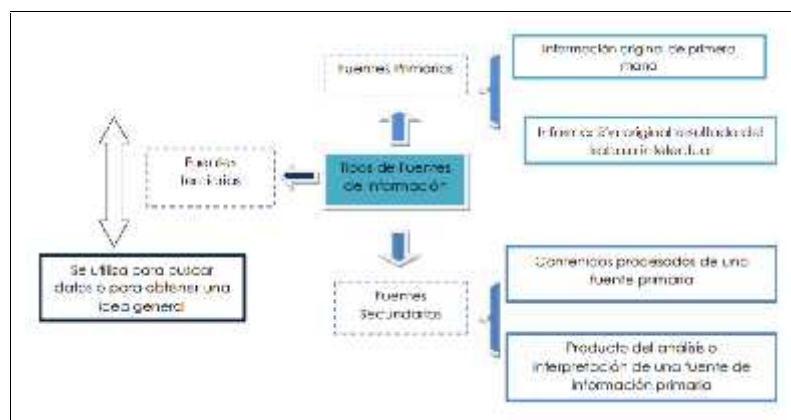 Fuentes Primarias
Información original de primera
mano
Información original resultado del
trabajo intelectual
Fuentes
terciarias
Tipos de Fuentes
de Información
Se utiliza para buscar
datos o para obtener una
idea general
Fuentes
Secundarias
Contenidos procesados de una
fuente primaria
Producto del análisis o
interpretación de una fuente de
información primaria